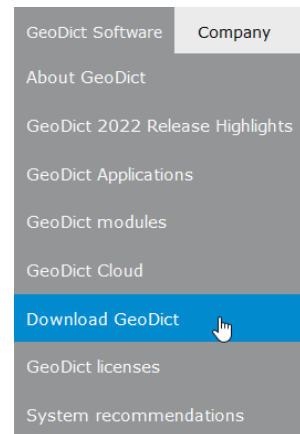 GeoDict Software Company
About GeoDict
GeoDict 2022 Release Highlights
GeoDict Applications
GeoDict modules
GeoDict Cloud
Download GeoDict
GeoDict licenses
System recommendations